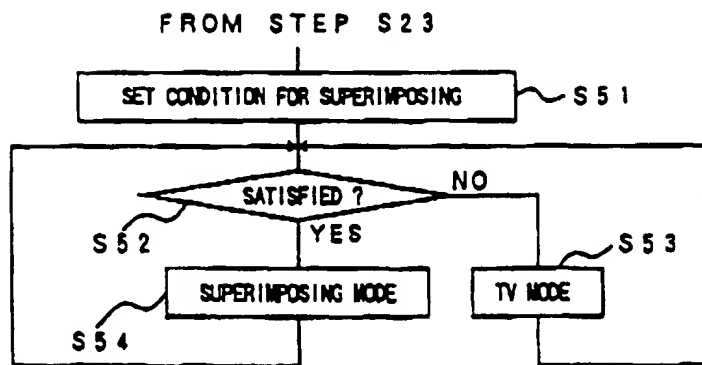 FROM STEP S23
SET CONDITION FOR SUPERIMPOSING
S51
SATISFIED ?
NO
S52
YES
S53
SUPERIMPOSING MODE
TV MODE
S54